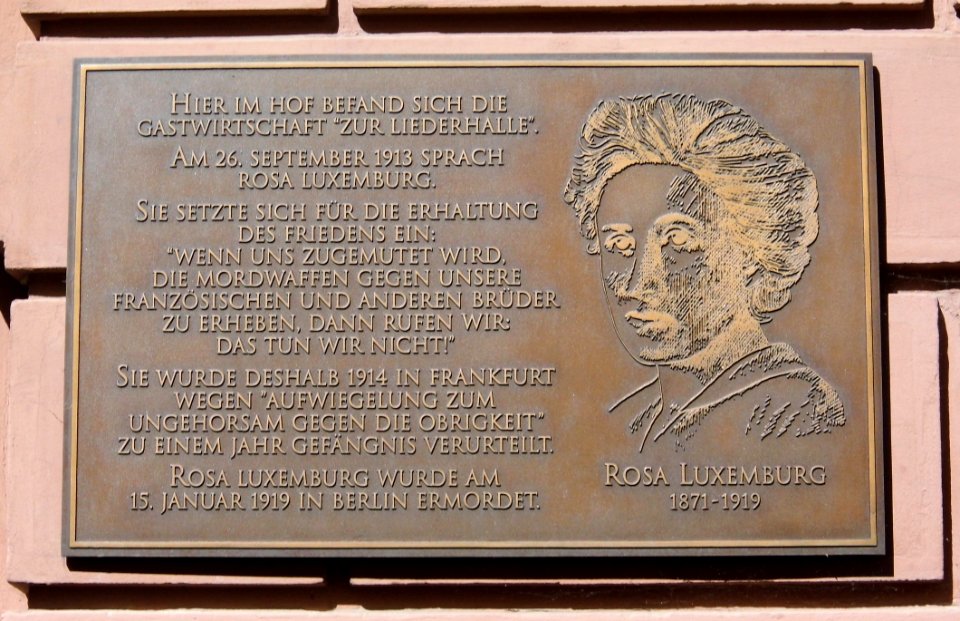 HIER IM HOF BEFAND SICH DIE
GASTWIRTSCHAFT "ZUR LIEDERHALLE".
AM 26. SEPTEMBER 1913 SPRACH
ROSA LUXEMBURG.
SIE SETZTE SICH FÜR DIE ERHALTUNG
DES FRIEDENS EIN:
"WENN UNS ZUGEMUTET WIRD,
DIE MORDWAFFEN GEGEN UNSERE
FRANZÖSISCHEN UND ANDEREN BRÜDER
ZU ERHEBEN, DANN RUFEN WIR:
DAS TUN WIR NICHT!"
SIE WURDE DESHALB 1914 IN FRANKFURT
WEGEN "AUFWIEGELUNG ZUM
UNGEHORSAM GEGEN DIE OBRIGKEIT"
ZU EINEM JAHR GEFÄNGNIS VERURTEILT.
ROSA LUXEMBURG WURDE AM
15. JANUAR 1919 IN BERLIN ERMORDET.
ROSA LUXEMBURG
1871-1919